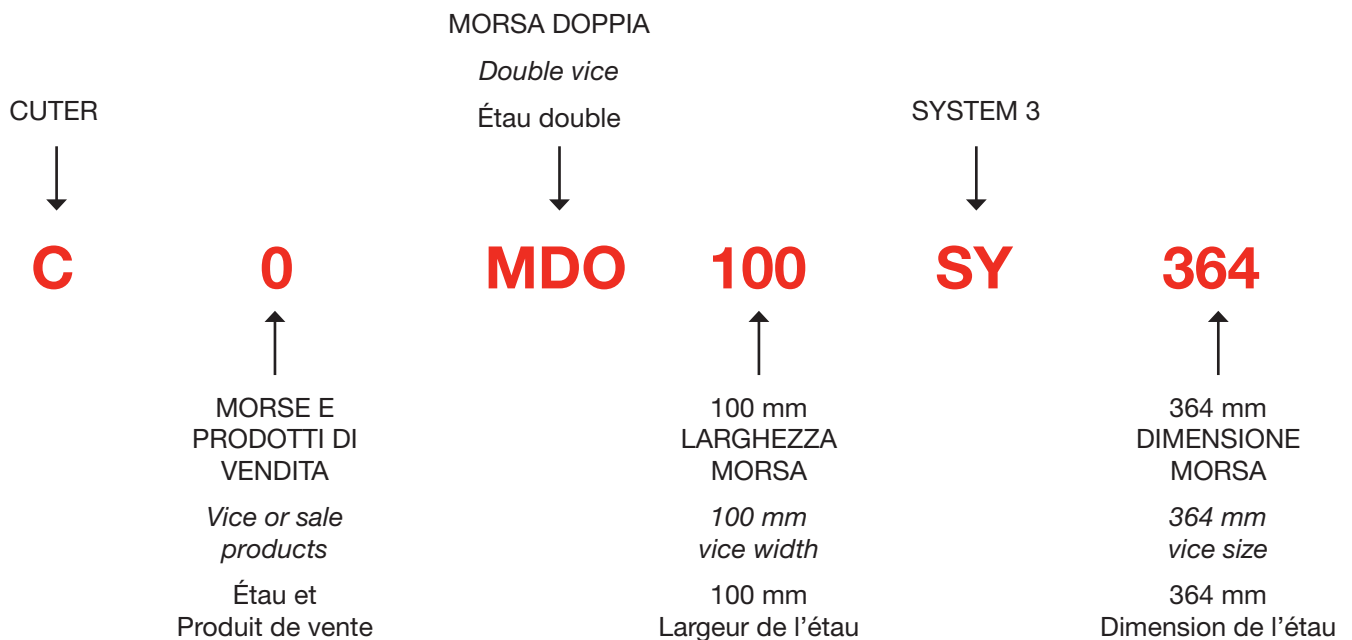 MORSA DOPPIA
Double vice
Étau double
CUTER
SYSTEM 3
C 0 MDO 100 SY 364
MORSE E
PRODOTTI DI
VENDITA
Vice or sale
products
Étau et
Produit de vente
100 mm
LARGHEZZA
MORSA
100 mm
vice width
100 mm
Largeur de l’étau
364 mm
DIMENSIONE
MORSA
364 mm
vice size
364 mm
Dimension de l’étau